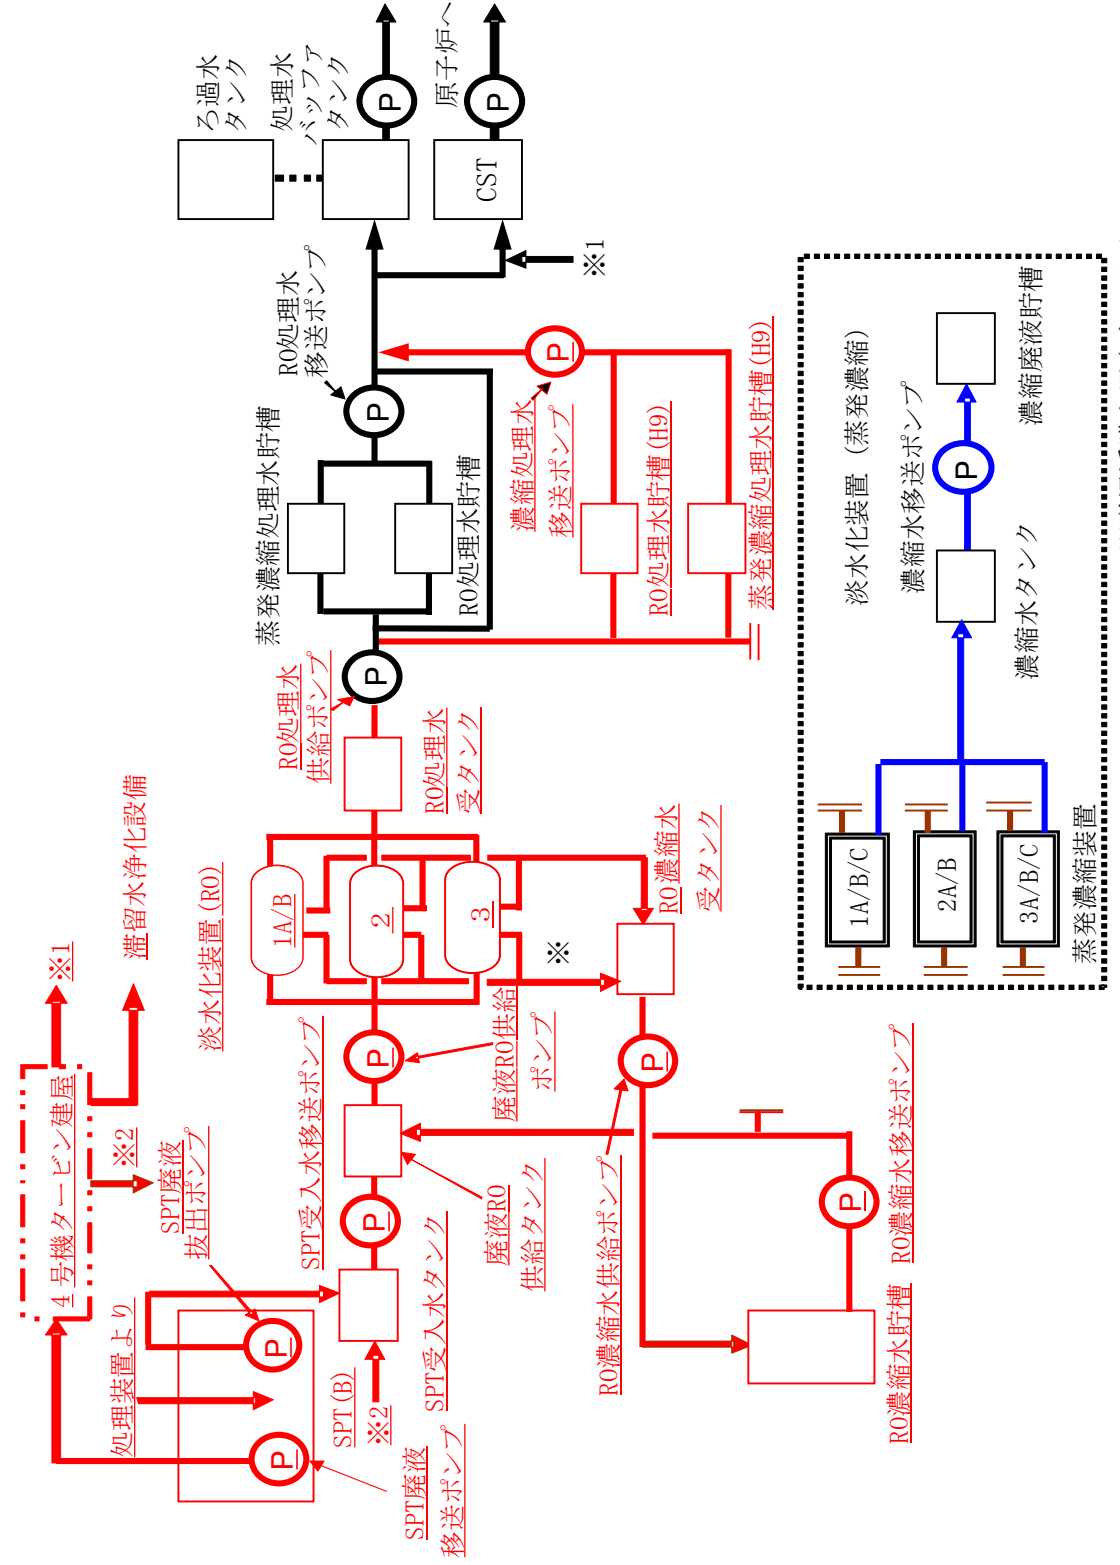 処理装置より
SPT廃液
移送ポンプ
P
P
SPT廃液
抜出ポンプ
SPT(B)
※2
4号機タービン建屋
※1
※2
滞留水浄化設備
SPT受入水タンク
P
SPT受入水移送ポンプ
廃液RO
供給タンク
P
廃液RO供給
ポンプ
淡水化装置(RO)
1A/B
2
3
※
RO処理水
受タンク
RO濃縮水
受タンク
P
RO濃縮水供給ポンプ
RO濃縮水貯槽
P
RO濃縮水移送ポンプ
RO処理水
供給ポンプ
P
蒸発濃縮処理水貯槽
RO処理水貯槽
P
RO処理水
移送ポンプ
濃縮処理水
移送ポンプ
P
RO処理水貯槽(H9)
蒸発濃縮処理水貯槽(H9)
ろ過水
タンク
処理水
バッファ
タンク
P
CST
P
原子炉へ
※1
淡水化装置(蒸発濃縮)
1A/B/C
2A/B
3A/B/C
蒸発濃縮装置
濃縮水タンク
濃縮水移送ポンプ
P
濃縮廃液貯槽